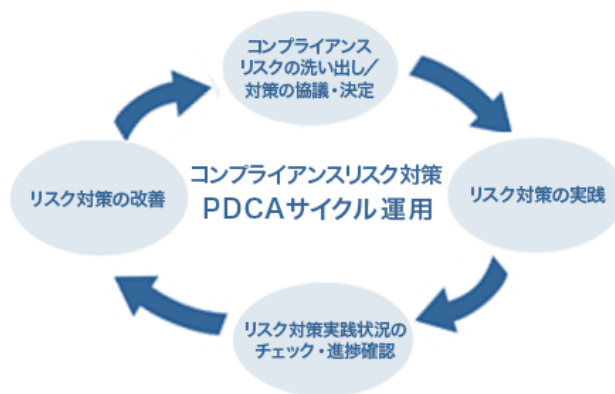 コンプライアンス
リスクの洗い出し／
対策の協議・決定
リスク対策の改善
コンプライアンスリスク対策
PDCAサイクル運用
リスク対策の実践
リスク対策実践状況の
チェック・進捗確認